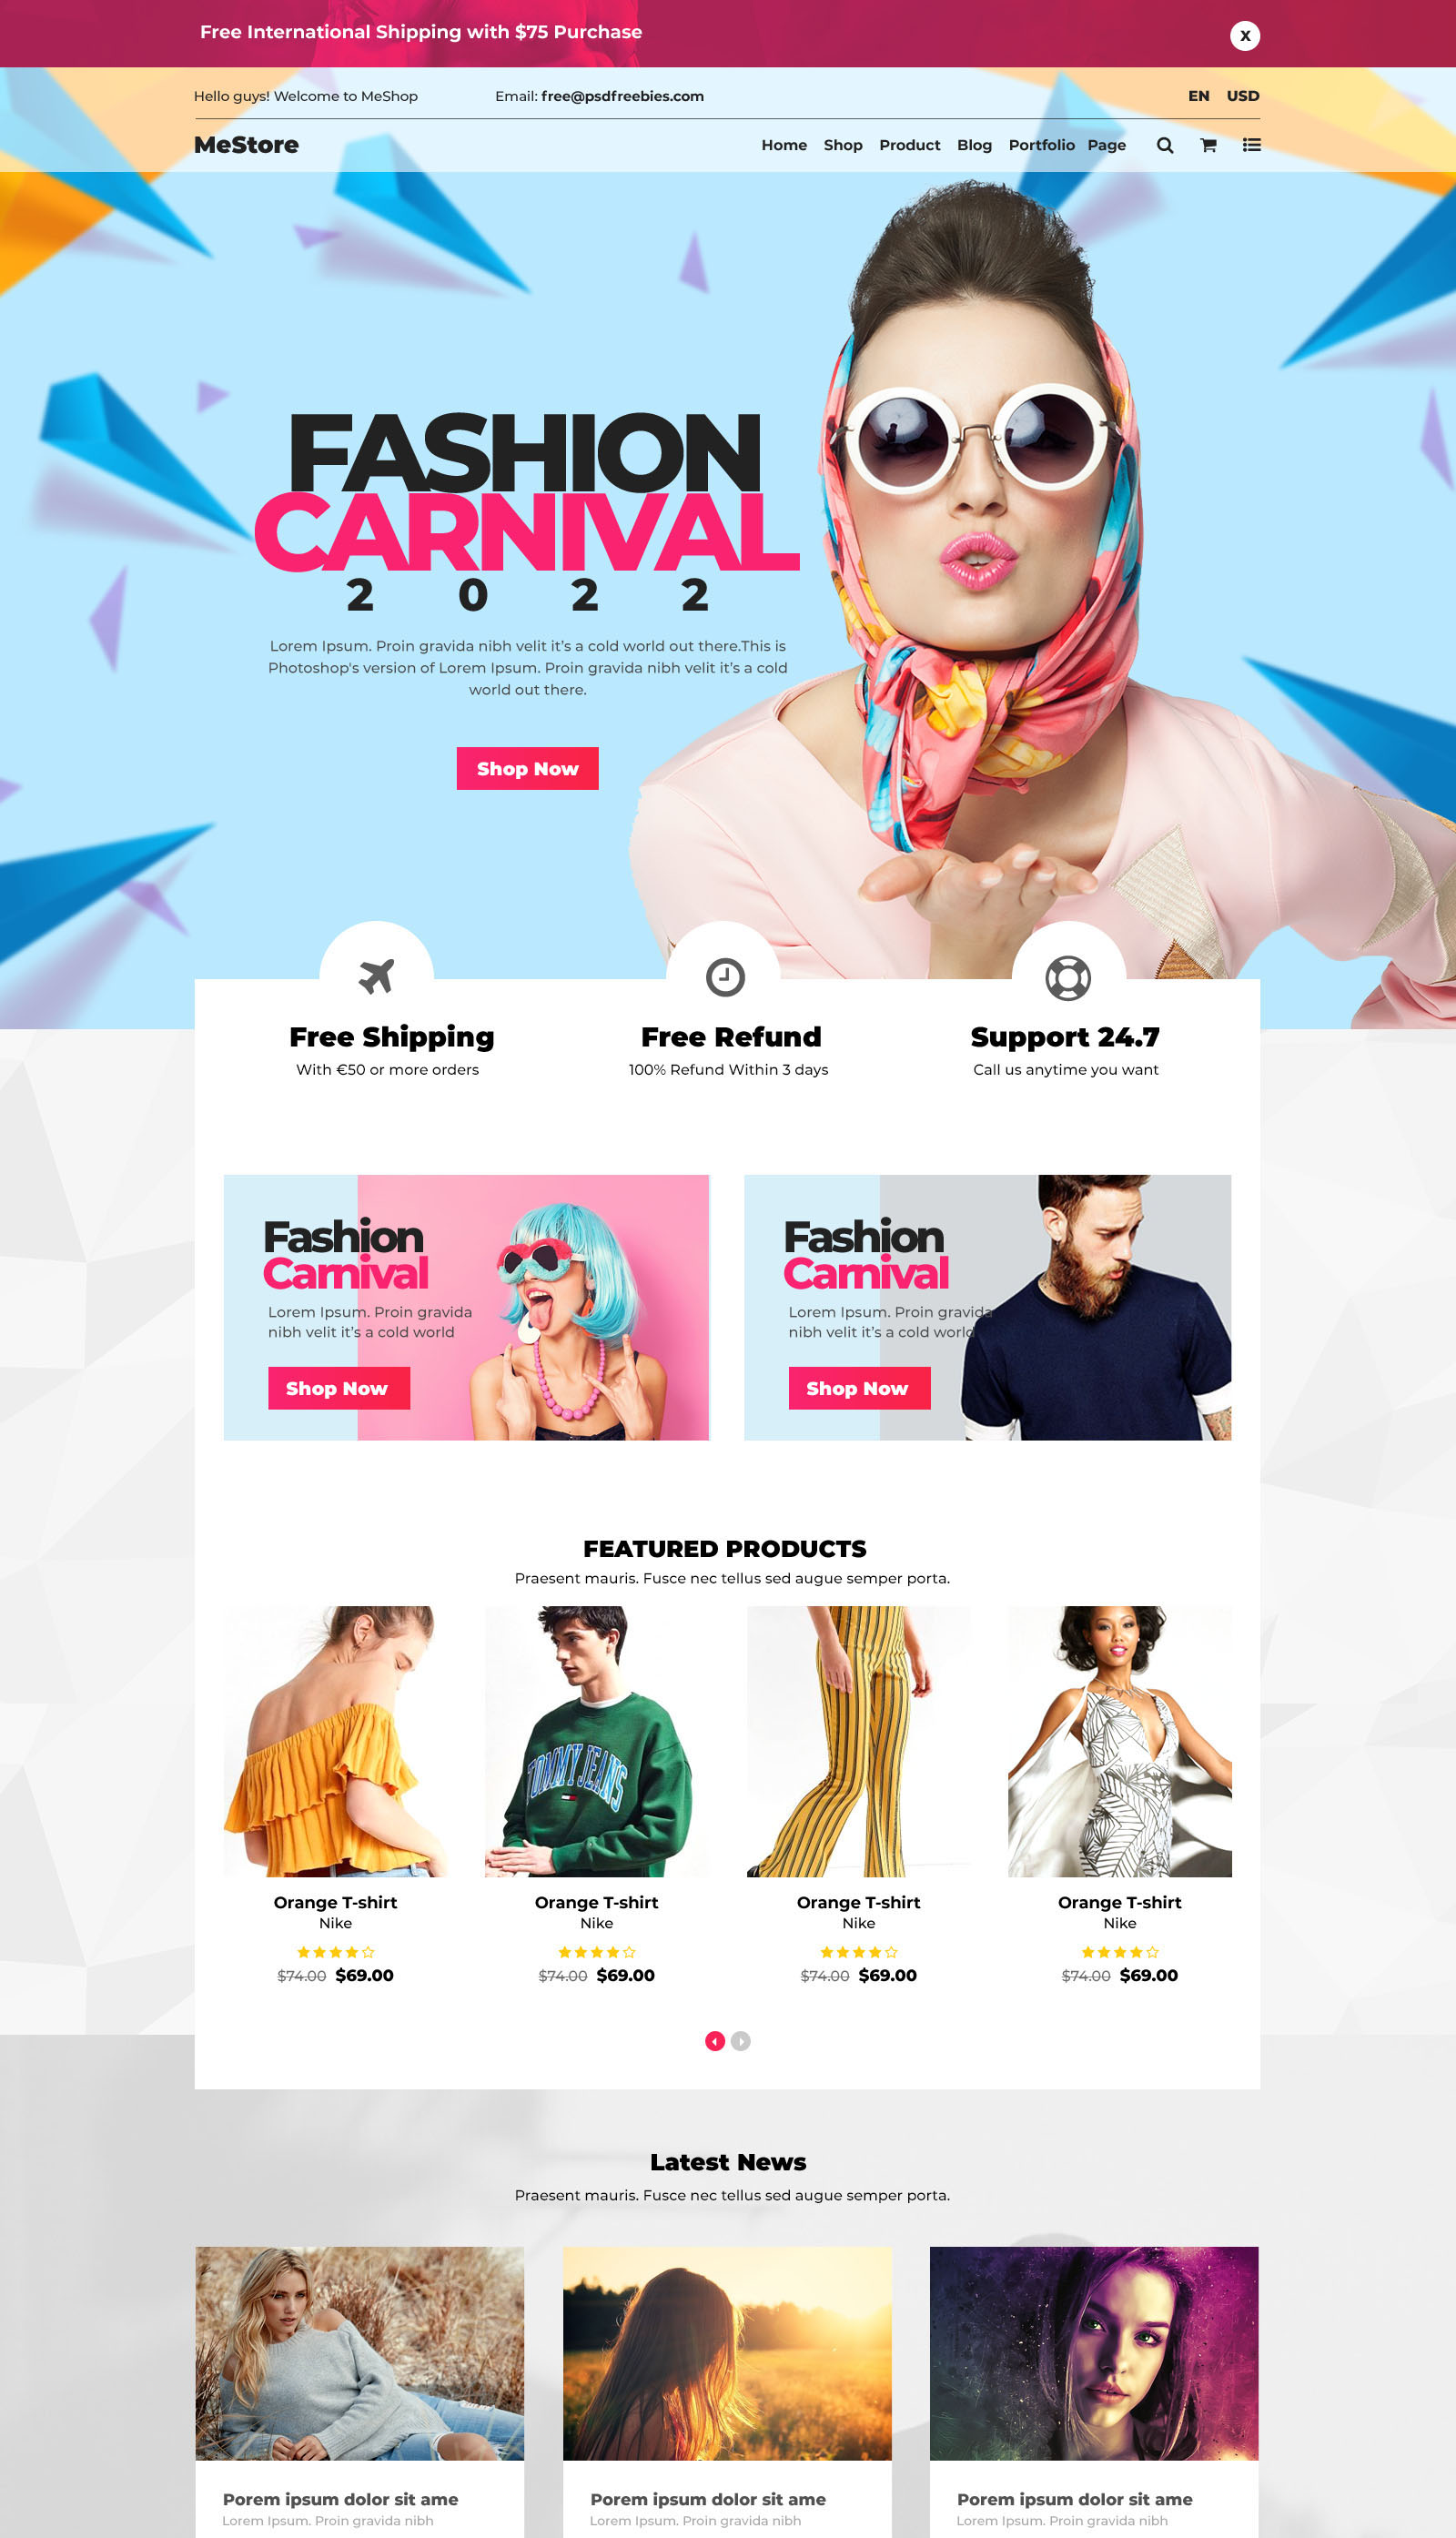 Free International Shipping with $75 Purchase
X
Hello guys! Welcome to MeShop
Email: free@psdfreebies.com
EN USD
MeStore
Home Shop Product Blog Portfolio Page
FASHION
CARNIVAL
2 0 2 2
Lorem Ipsum. Proin gravida nibh velit it's a cold world out there.This is
Photoshop's version of Lorem Ipsum. Proin gravida nibh velit it's a cold
world out there.
Shop Now
Free Shipping
With €50 or more orders
Free Refund
100% Refund Within 3 days
Support 24.7
Call us anytime you want
Fashion
Carnival
Lorem Ipsum. Proin gravida
nibh velit it's a cold world
Shop Now
Fashion
Carnival
Lorem Ipsum. Proin gravida
nibh velit it's a cold world
Shop Now
FEATURED PRODUCTS
Praesent mauris. Fusce nec tellus sed augue semper porta.
TOMMY JEANS
Orange T-shirt
Nike
$74.00 $69.00
Orange T-shirt
Nike
$74.00 $69.00
Orange T-shirt
Nike
$74.00 $69.00
Orange T-shirt
Nike
$74.00 $69.00
Latest News
Praesent mauris. Fusce nec tellus sed augue semper porta.
Porem ipsum dolor sit ame
Lorem Ipsum. Proin gravida nibh
Porem ipsum dolor sit ame
Lorem Ipsum. Proin gravida nibh
Porem ipsum dolor sit ame
Lorem Ipsum. Proin gravida nibh